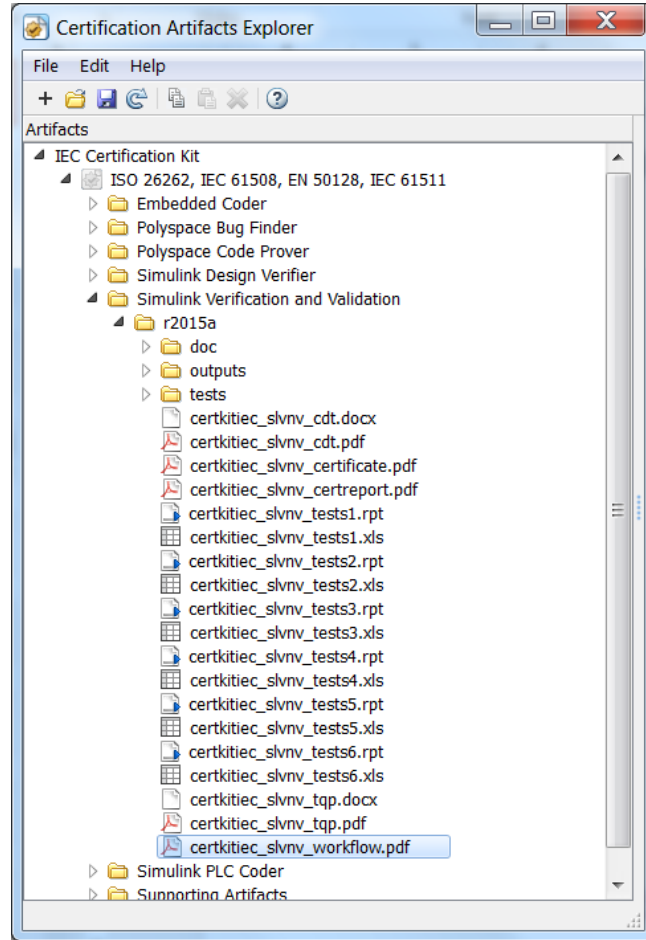 Certification Artifacts Explorer
File Edit Help
Artifacts
IEC Certification Kit
ISO 26262, IEC 61508, EN 50128, IEC 61511
Embedded Coder
Polyspace Bug Finder
Polyspace Code Prover
Simulink Design Verifier
Simulink Verification and Validation
r2015a
doc
outputs
tests
certkitiec_slvnv_cdt.docx
certkitiec_slvnv_cdt.pdf
certkitiec_slvnv_certificate.pdf
certkitiec_slvnv_certreport.pdf
certkitiec_slvnv_tests1.rpt
certkitiec_slvnv_tests1.xls
certkitiec_slvnv_tests2.rpt
certkitiec_slvnv_tests2.xls
certkitiec_slvnv_tests3.rpt
certkitiec_slvnv_tests3.xls
certkitiec_slvnv_tests4.rpt
certkitiec_slvnv_tests4.xls
certkitiec_slvnv_tests5.rpt
certkitiec_slvnv_tests5.xls
certkitiec_slvnv_tests6.rpt
certkitiec_slvnv_tests6.xls
certkitiec_slvnv_tqp.docx
certkitiec_slvnv_tqp.pdf
certkitiec_slvnv_workflow.pdf
Simulink PLC Coder
Supporting Artifacts